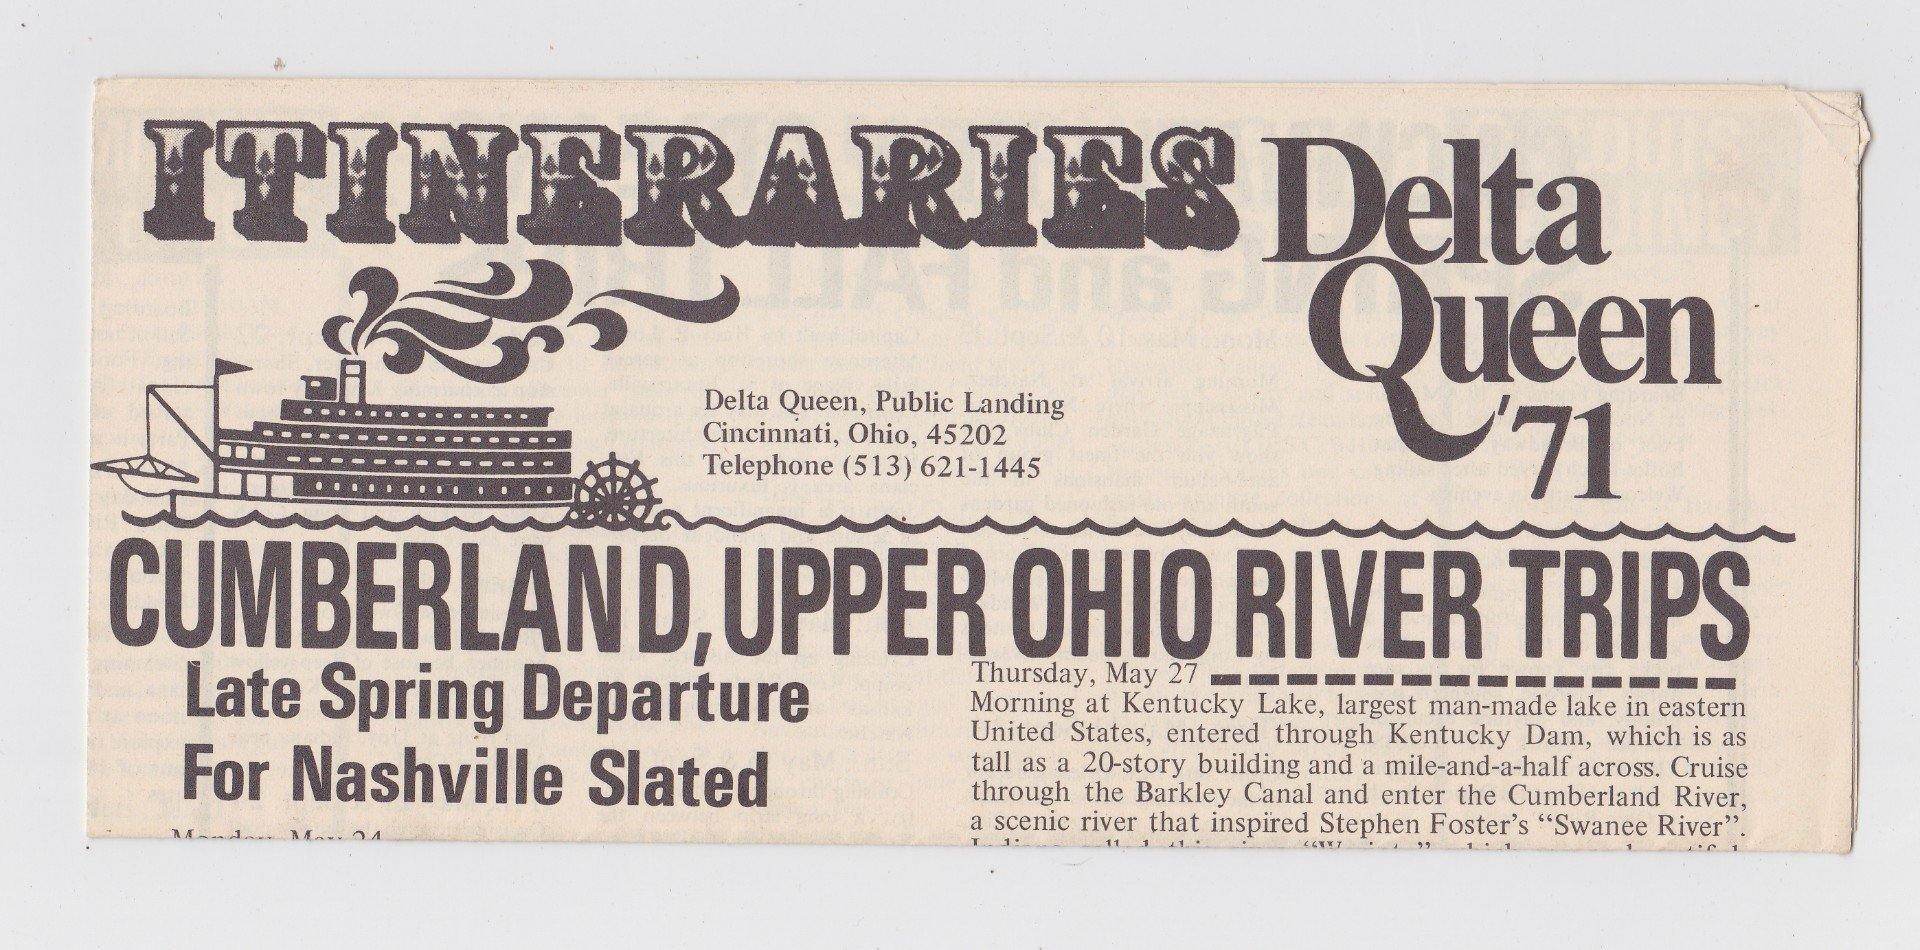 ITINERARIES
Delta
Queen
'71
Delta Queen, Public Landing
Cincinnati, Ohio, 45202
Telephone (513) 621-1445
CUMBERLAND, UPPER OHIO RIVER TRIPS
Late Spring Departure
For Nashville Slated
Monday, May 24
Thursday, May 27
Morning at Kentucky Lake, largest man-made lake in eastern
United States, entered through Kentucky Dam, which is as
tall as a 20-story building and a mile-and-a-half across. Cruise
through the Barkley Canal and enter the Cumberland River,
a scenic river that inspired Stephen Foster's “Swanee River”.